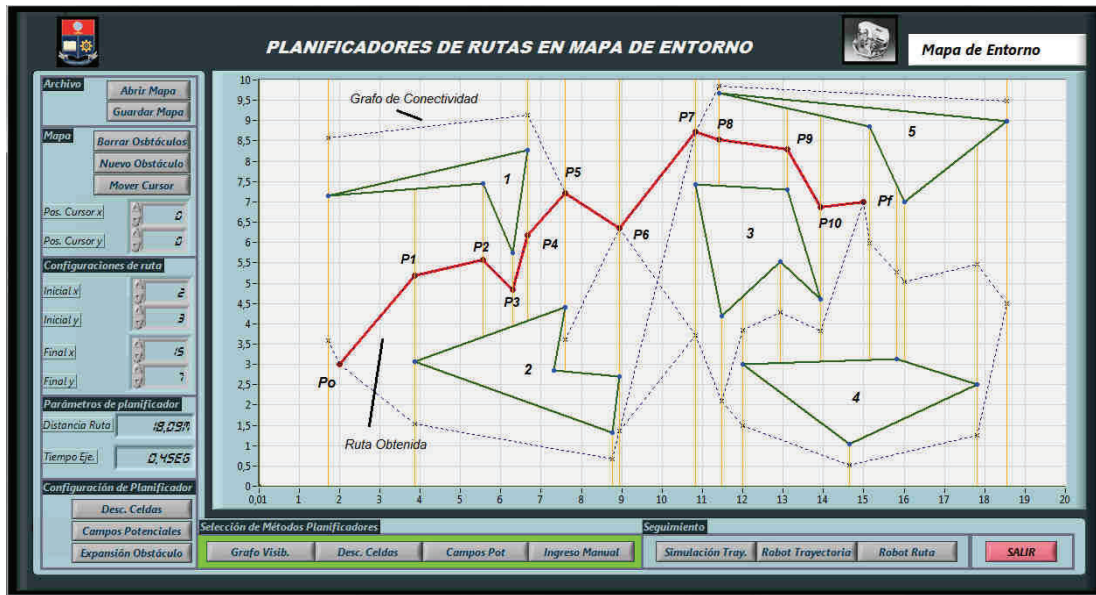 PLANIFICADORES DE RUTAS EN MAPA DE ENTORNO
Mapa de Entorno
Archivo
Abrir Mapa
Guardar Mapa
Mapa
Borrar Osbtáculos
Nuevo Obstáculo
Mover Cursor
Pos. Cursor x
0
Pos. Cursor y
0
Configuraciones de ruta
Inicial x
2
Inicial y
3
Final x
15
Final y
7
Parámetros de planificador
Distancia Ruta
18,09M
Tiempo Eje.
0,4SEG
Configuración de Planificador
Desc. Celdas
Campos Potenciales
Expansión Obstáculo
10
9,5
9
8,5
8
7,5
7
6,5
6
5,5
5
4,5
4
3,5
3
2,5
2
1,5
1
0,5
0
0,01 1 2 3 4 5 6 7 8 9 10 11 12 13 14 15 16 17 18 19 20
Grafo de Conectividad
Ruta Obtenida
Po
P1
P2
P3
P4
P5
P6
P7
P8
P9
P10
Pf
1
2
3
4
5
Selección de Métodos Planificadores
Grafo Visib.
Desc. Celdas
Campos Pot
Ingreso Manual
Seguimiento
Simulación Tray.
Robot Trayectoria
Robot Ruta
SALIR